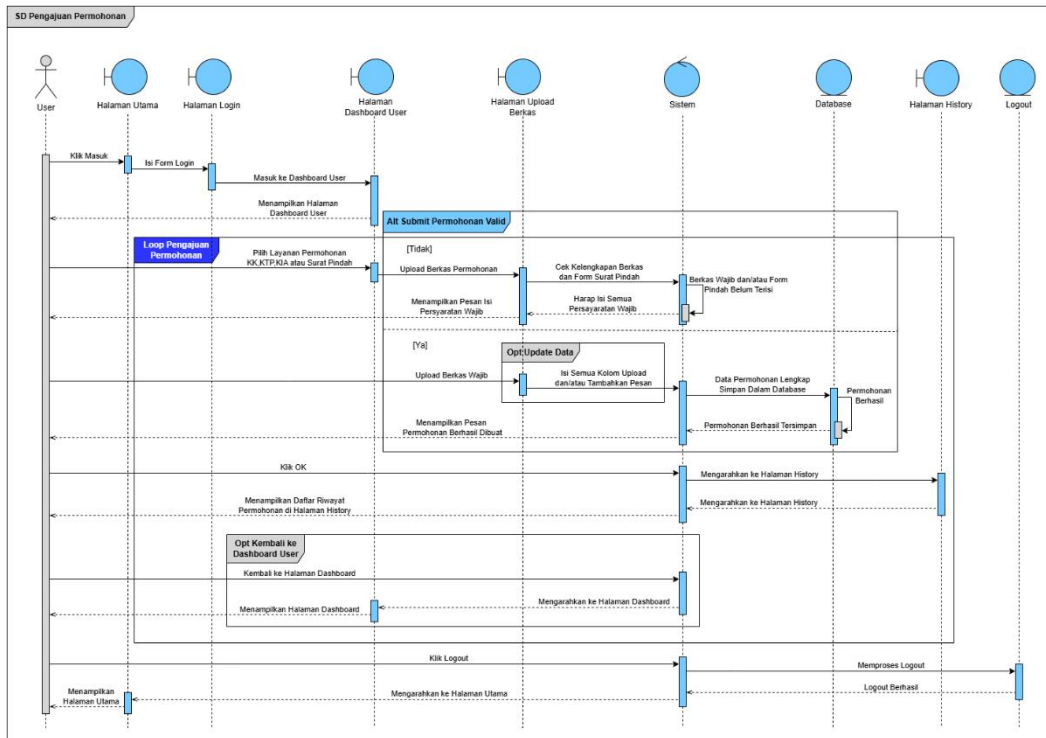 SD Pengajuan Permohonan
User
Halaman Utama
Halaman Login
Halaman
Dashboard User
Halaman Upload
Berkas
Sistem
Database
Halaman History
Logout
Klik Masuk
Isi Form Login
Masuk ke Dashboard User
Menampilkan Halaman
Dashboard User
Alt Submit Permohonan Valid
Loop Pengajuan
Permohonan
[Tidak]
Pilih Layanan Permohonan
KK,KTP,KIA atau Surat Pindah
Upload Berkas Permohonan
Cek Kelengkapan Berkas
dan Form Surat Pindah
Berkas Wajib dan/atau Form
Pindah Belum Terisi
Menampilkan Pesan Isi
Persyaratan Wajib
Harap Isi Semua
Persayaratan Wajib
[Ya]
Opt Update Data
Upload Berkas Wajib
Isi Semua Kolom Upload
dan/atau Tambahkan Pesan
Data Permohonan Lengkap
Simpan Dalam Database
Permohonan
Berhasil
Menampilkan Pesan
Permohonan Berhasil Dibuat
Permohonan Berhasil Tersimpan
Klik OK
Mengarahkan ke Halaman History
Menampilkan Daftar Riwayat
Permohonan di Halaman History
Mengarahkan ke Halaman History
Opt Kembali ke
Dashboard User
Kembali ke Halaman Dashboard
Mengarahkan ke Halaman Dashboard
Menampilkan Halaman Dashboard
Klik Logout
Memproses Logout
Menampilkan
Halaman Utama
Mengarahkan ke Halaman Utama
Logout Berhasil